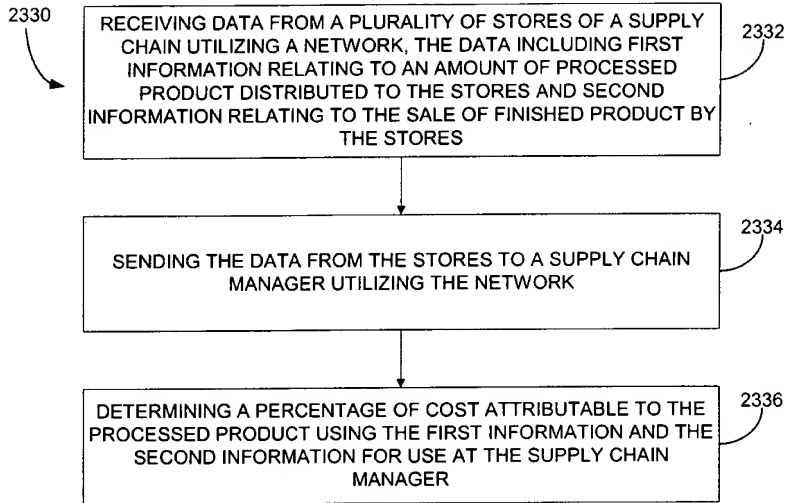 2330
RECEIVING DATA FROM A PLURALITY OF STORES OF A SUPPLY
CHAIN UTILIZING A NETWORK, THE DATA INCLUDING FIRST
INFORMATION RELATING TO AN AMOUNT OF PROCESSED
PRODUCT DISTRIBUTED TO THE STORES AND SECOND
INFORMATION RELATING TO THE SALE OF FINISHED PRODUCT BY
THE STORES
2332
SENDING THE DATA FROM THE STORES TO A SUPPLY CHAIN
MANAGER UTILIZING THE NETWORK
2334
DETERMINING A PERCENTAGE OF COST ATTRIBUTABLE TO THE
PROCESSED PRODUCT USING THE FIRST INFORMATION AND THE
SECOND INFORMATION FOR USE AT THE SUPPLY CHAIN
MANAGER
2336